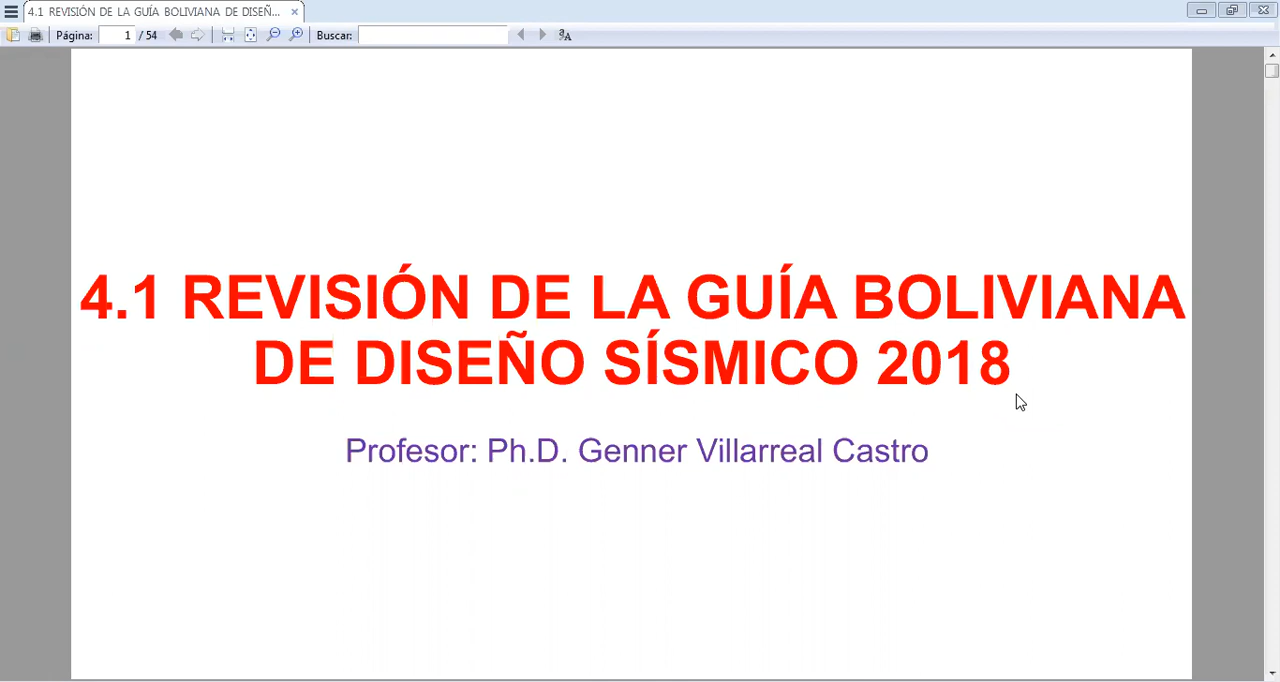 4.1 REVISIÓN DE LA GUÍA BOLIVIANA DE DISEÑ...
Página: 1 / 54 Buscar:
4.1 REVISIÓN DE LA GUÍA BOLIVIANA
DE DISEÑO SÍSMICO 2018
Profesor: Ph.D. Genner Villarreal Castro